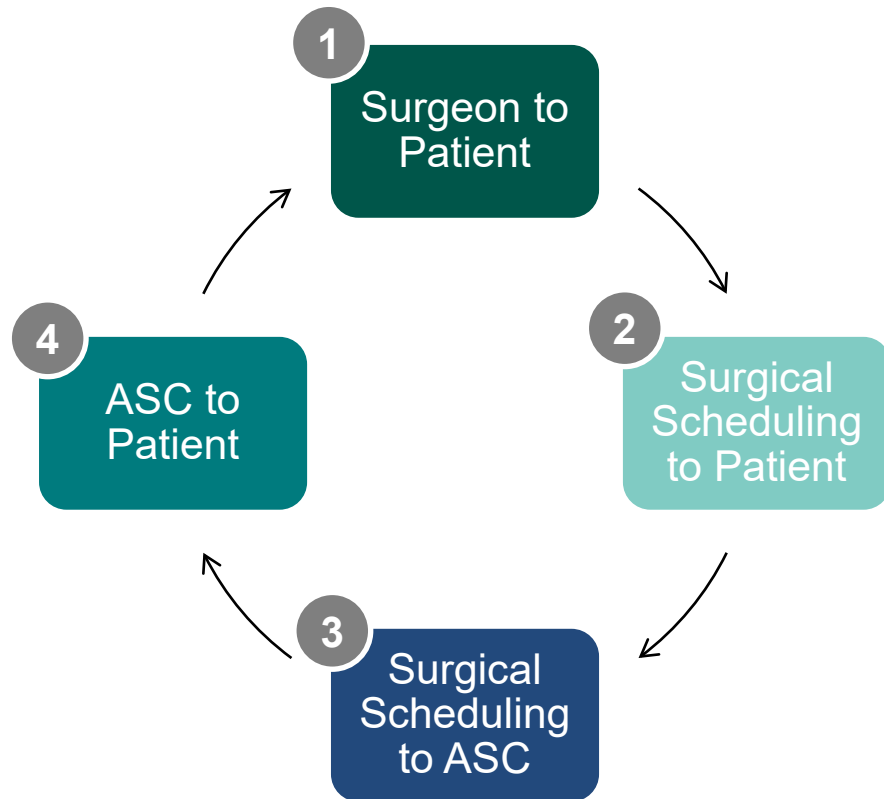 1
Surgeon to
Patient
2
Surgical
Scheduling
to Patient
3
Surgical
Scheduling
to ASC
4
ASC to
Patient